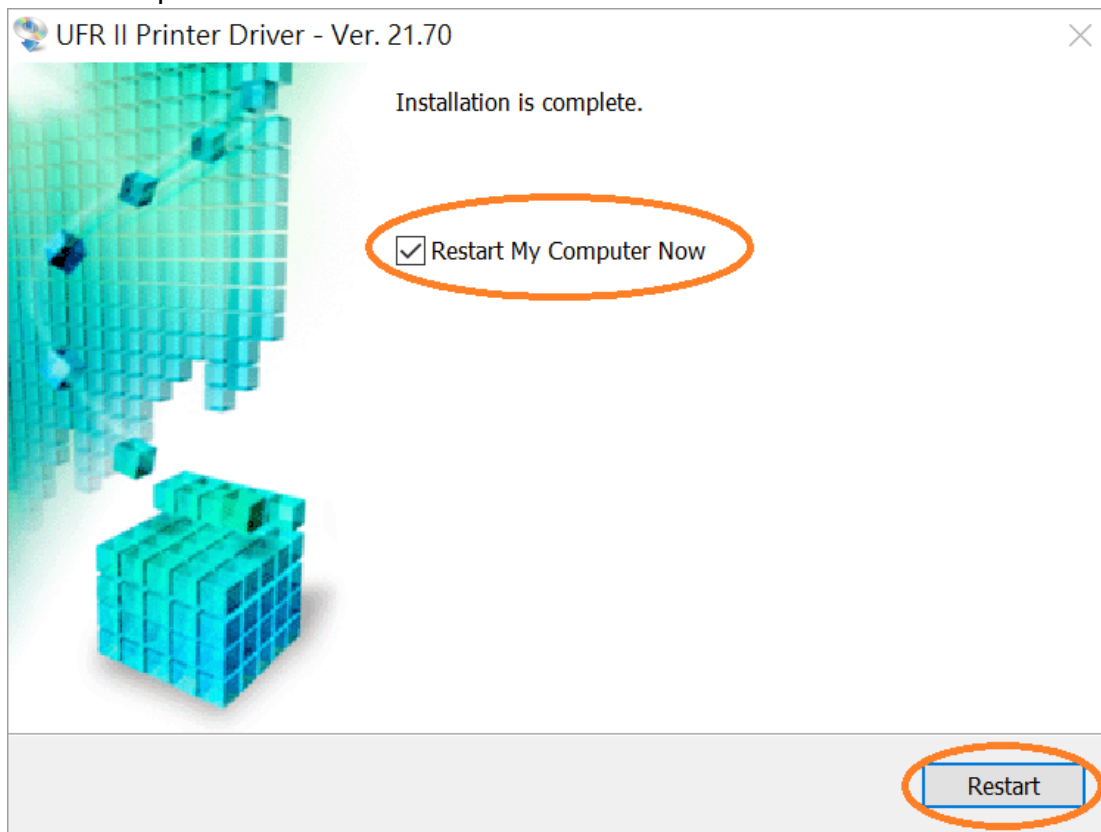 UFR II Printer Driver - Ver. 21.70
Installation is complete.
Restart My Computer Now
Restart